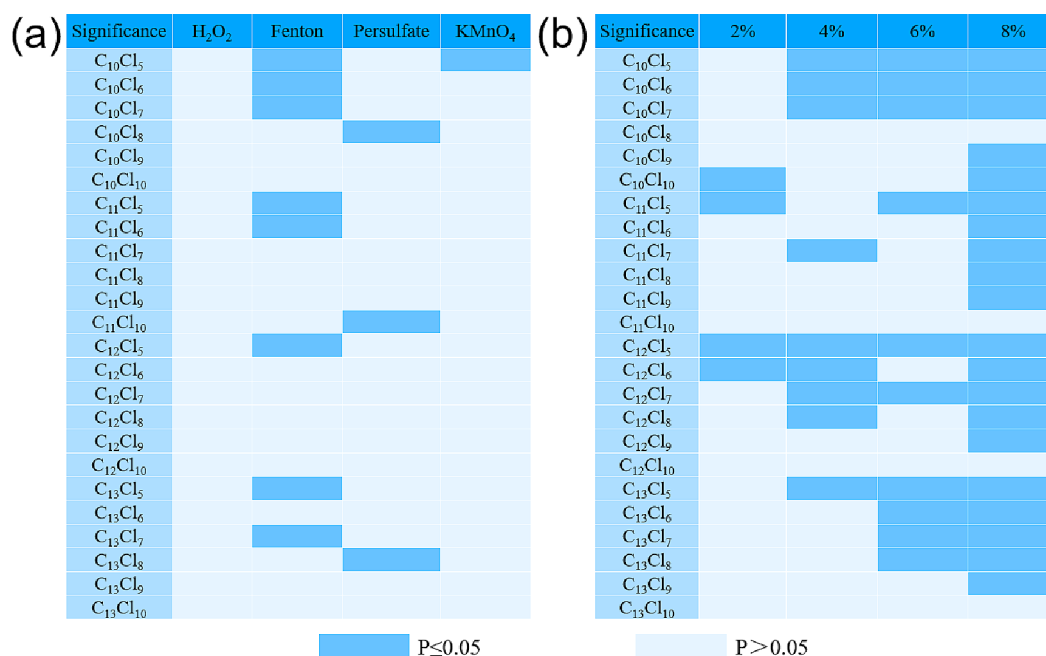 (a) Significance H₂O₂ Fenton Persulfate KMnO₄
C₁₀Cl₅
C₁₀Cl₆
C₁₀Cl₇
C₁₀Cl₈
C₁₀Cl₉
C₁₀Cl₁₀
C₁₁Cl₅
C₁₁Cl₆
C₁₁Cl₇
C₁₁Cl₈
C₁₁Cl₉
C₁₁Cl₁₀
C₁₂Cl₅
C₁₂Cl₆
C₁₂Cl₇
C₁₂Cl₈
C₁₂Cl₉
C₁₂Cl₁₀
C₁₃Cl₅
C₁₃Cl₆
C₁₃Cl₇
C₁₃Cl₈
C₁₃Cl₉
C₁₃Cl₁₀
(b) Significance 2% 4% 6% 8%
C₁₀Cl₅
C₁₀Cl₆
C₁₀Cl₇
C₁₀Cl₈
C₁₀Cl₉
C₁₀Cl₁₀
C₁₁Cl₅
C₁₁Cl₆
C₁₁Cl₇
C₁₁Cl₈
C₁₁Cl₉
C₁₁Cl₁₀
C₁₂Cl₅
C₁₂Cl₆
C₁₂Cl₇
C₁₂Cl₈
C₁₂Cl₉
C₁₂Cl₁₀
C₁₃Cl₅
C₁₃Cl₆
C₁₃Cl₇
C₁₃Cl₈
C₁₃Cl₉
C₁₃Cl₁₀
P≤0.05
P>0.05